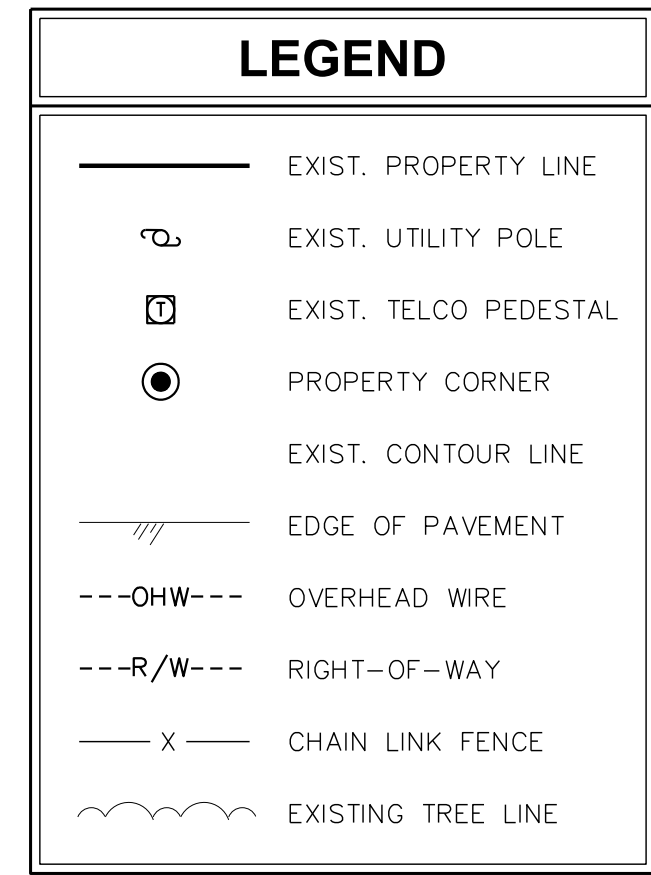 LEGEND
EXIST. PROPERTY LINE
EXIST. UTILITY POLE
T EXIST. TELCO PEDESTAL
PROPERTY CORNER
EXIST. CONTOUR LINE
EDGE OF PAVEMENT
---OHW--- OVERHEAD WIRE
---R/W--- RIGHT-OF-WAY
X CHAIN LINK FENCE
EXISTING TREE LINE